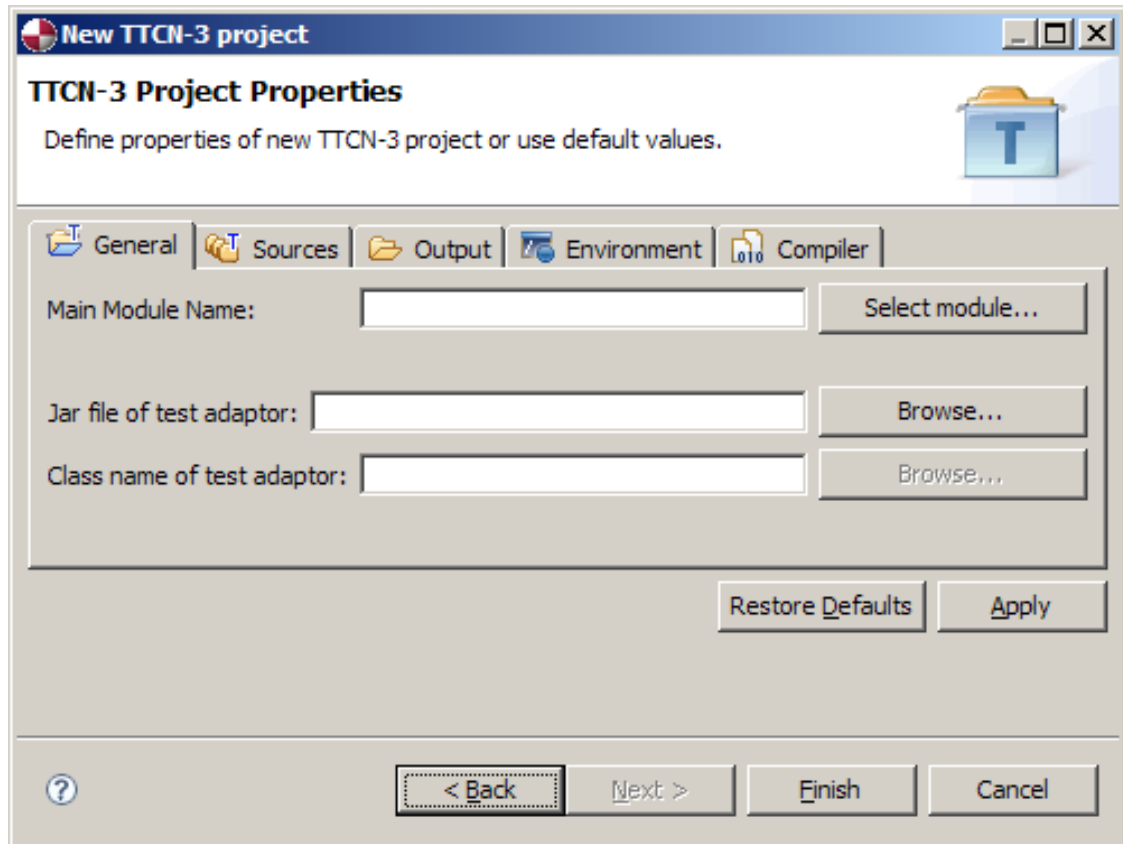 New TTCN-3 project
TTCN-3 Project Properties
Define properties of new TTCN-3 project or use default values.
T
General Sources Output Environment Compiler
Main Module Name: Select module...
Jar file of test adaptor: Browse...
Class name of test adaptor: Browse...
Restore Defaults Apply
? < Back Next > Finish Cancel